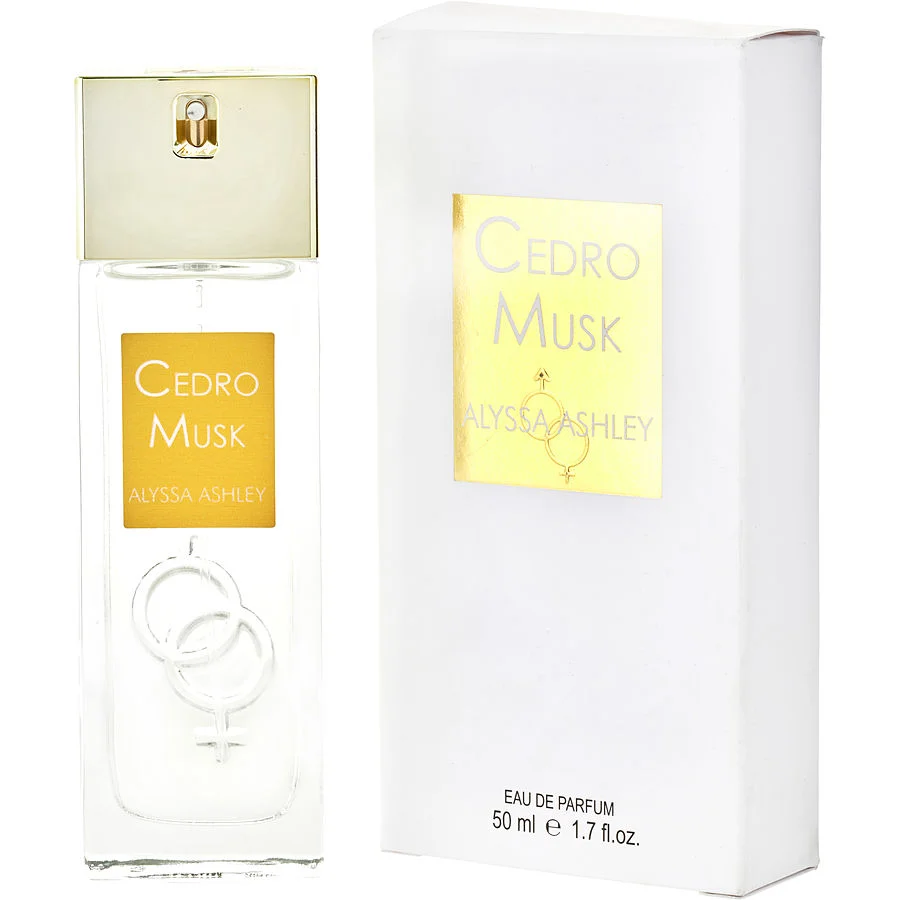 CEDRO
MUSK
ALYSSA ASHLEY
CEDRO
MUSK
ALYSSA ASHLEY
EAU DE PARFUM
50 ml ℮ 1.7 fl.oz.